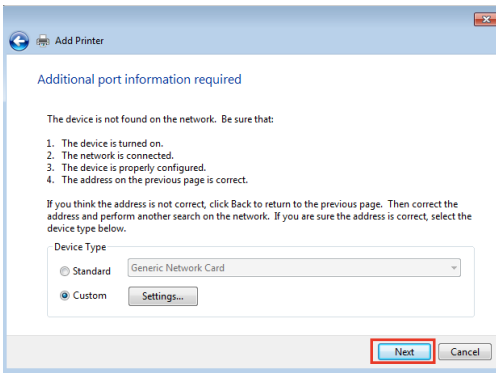 Add Printer
Additional port information required
The device is not found on the network. Be sure that:
1. The device is turned on.
2. The network is connected.
3. The device is properly configured.
4. The address on the previous page is correct.
If you think the address is not correct, click Back to return to the previous page. Then correct the
address and perform another search on the network. If you are sure the address is correct, select the
device type below.
Device Type
Standard Generic Network Card
Custom Settings...
Next Cancel